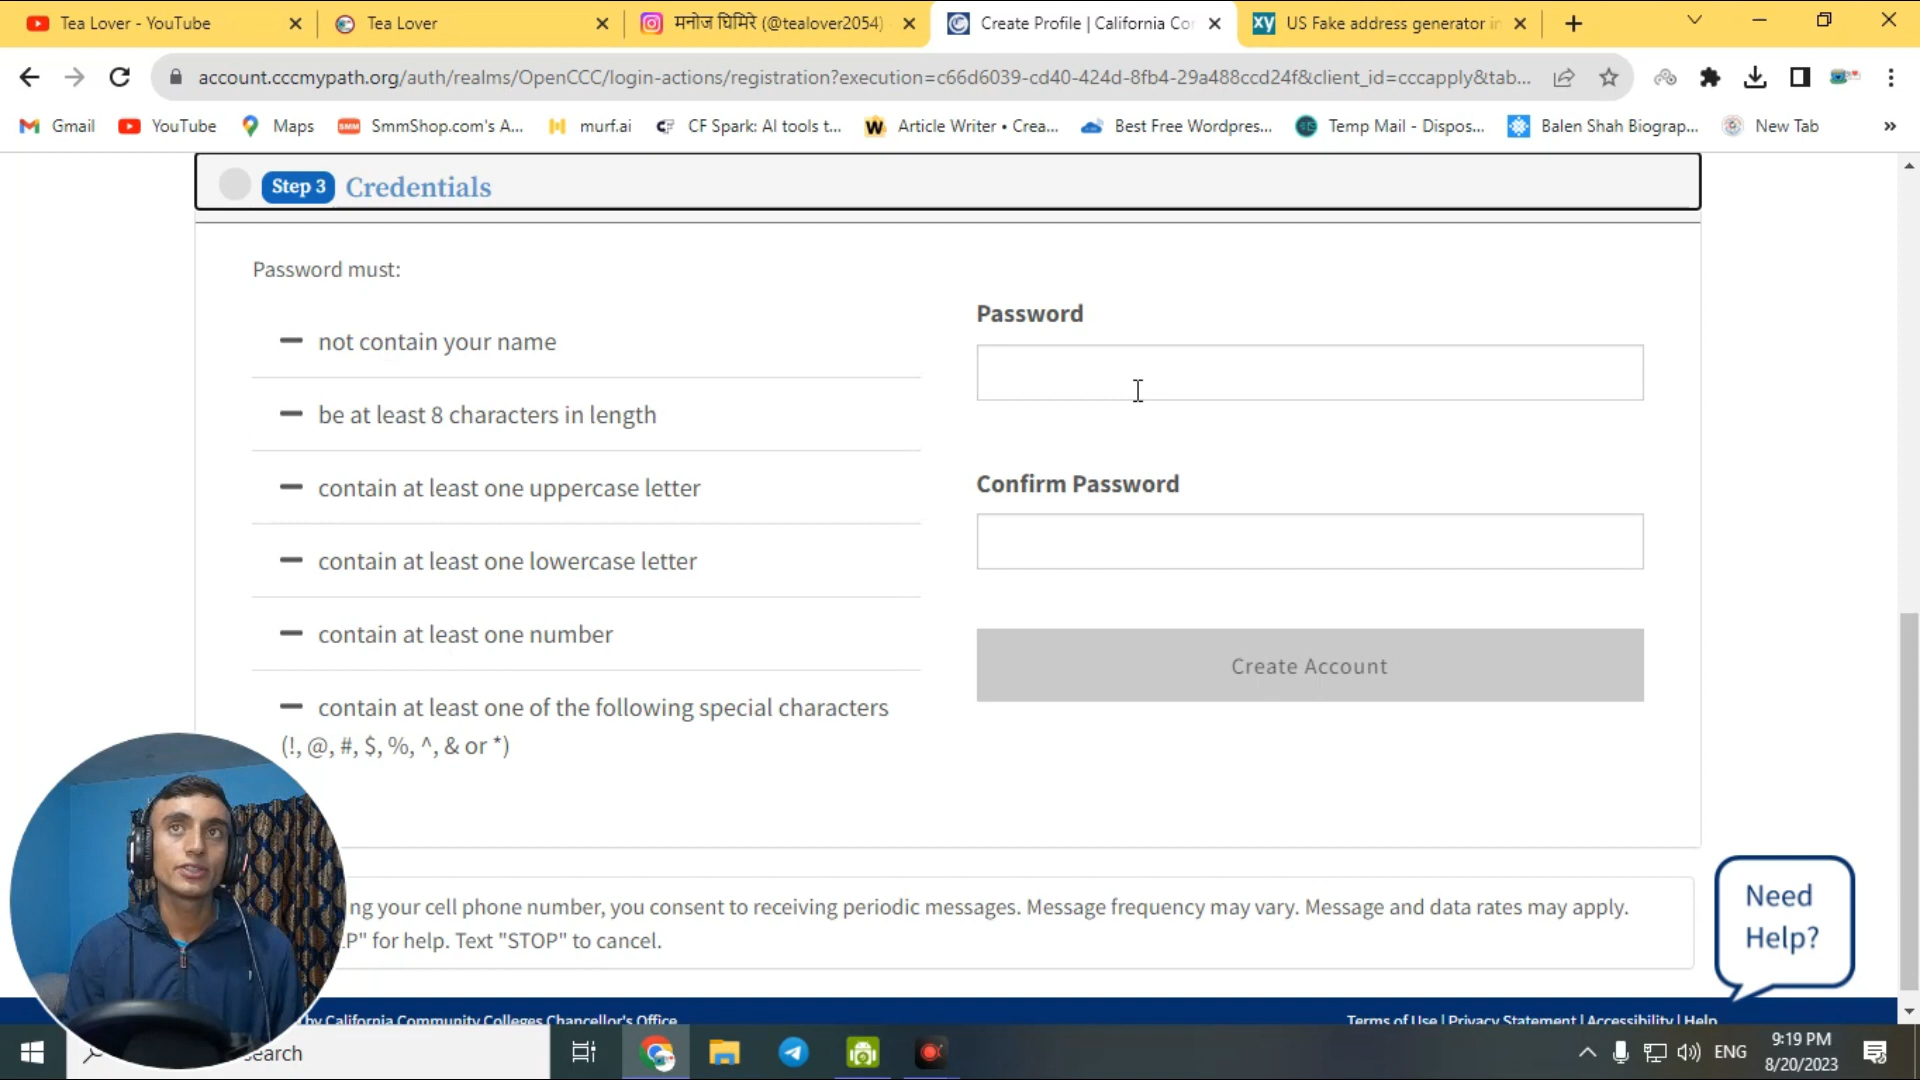 Tea Lover - YouTube
Tea Lover
मनोज घिमिरे (@tealover2054)
Create Profile | California Co
US Fake address generator in
account.cccmypath.org/auth/realms/OpenCCC/login-actions/registration?execution=c66d6039-cd40-424d-8fb4-29a488ccd24f&client_id=cccapply&tab...
Gmail
YouTube
Maps
SmmShop.com's A...
murf.ai
CF Spark: AI tools t...
Article Writer • Crea...
Best Free Wordpres...
Temp Mail - Dispos...
Balen Shah Biograp...
New Tab
Step 3 Credentials
Password must:
not contain your name
be at least 8 characters in length
contain at least one uppercase letter
contain at least one lowercase letter
contain at least one number
contain at least one of the following special characters
(!, @, #, $, %, ^, & or *)
Password
Confirm Password
Create Account
ng your cell phone number, you consent to receiving periodic messages. Message frequency may vary. Message and data rates may apply.
P" for help. Text "STOP" to cancel.
Need
Help?
by California Community Colleges Chancellor's Office
Terms of Use | Privacy Statement | Accessibility | Help
earch
ENG
9:19 PM
8/20/2023